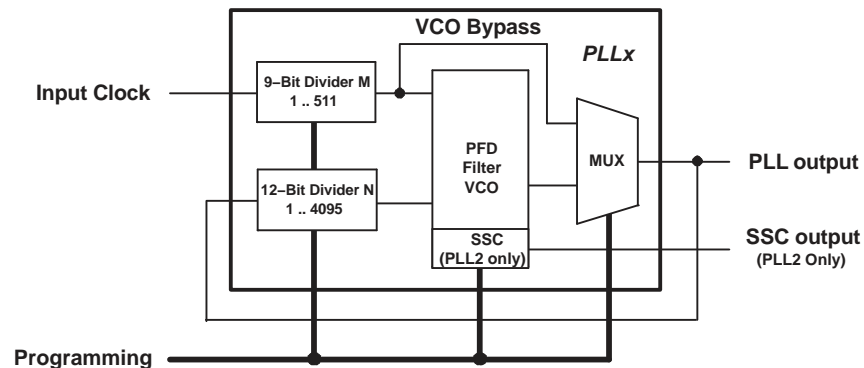 VCO Bypass
PLLx
Input Clock
9–Bit Divider M
1 .. 511
PFD
Filter
VCO
MUX
PLL output
12–Bit Divider N
1 .. 4095
SSC
(PLL2 only)
SSC output
(PLL2 Only)
Programming